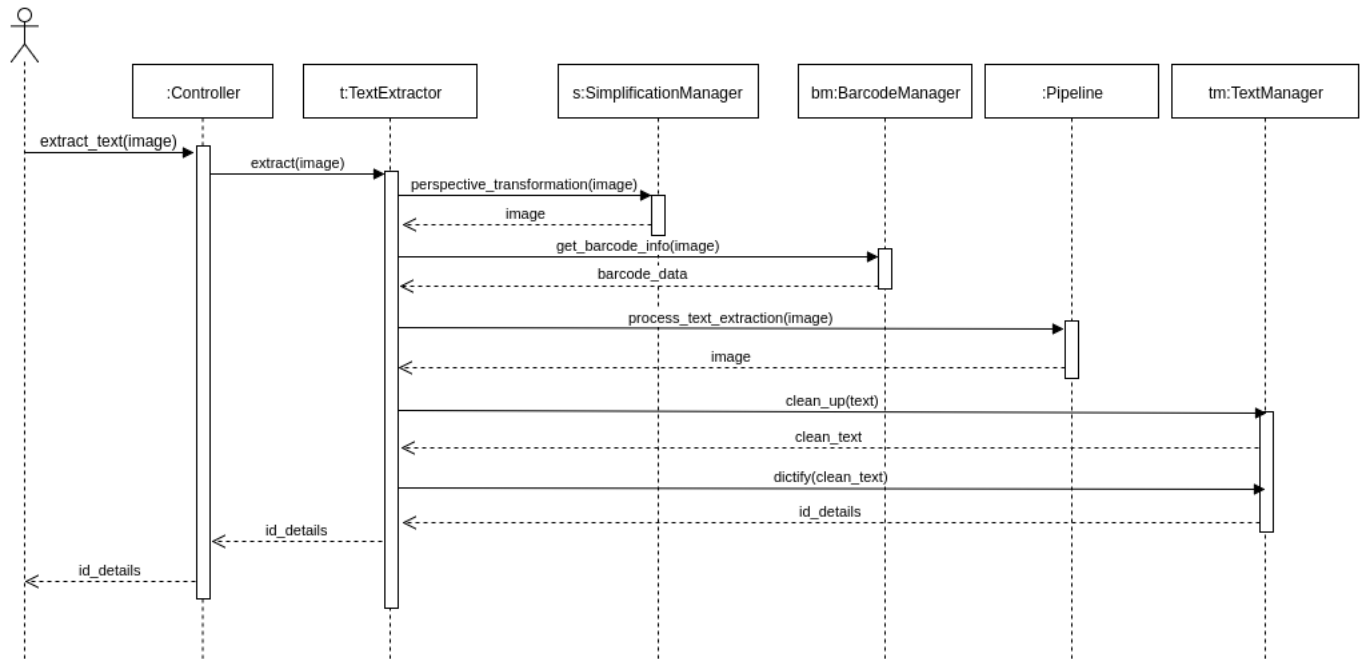 :Controller
t:TextExtractor
s:SimplificationManager
bm:BarcodeManager
:Pipeline
tm:TextManager
extract_text(image)
extract(image)
perspective_transformation(image)
image
get_barcode_info(image)
barcode_data
process_text_extraction(image)
image
clean_up(text)
clean_text
dictify(clean_text)
id_details
id_details
id_details